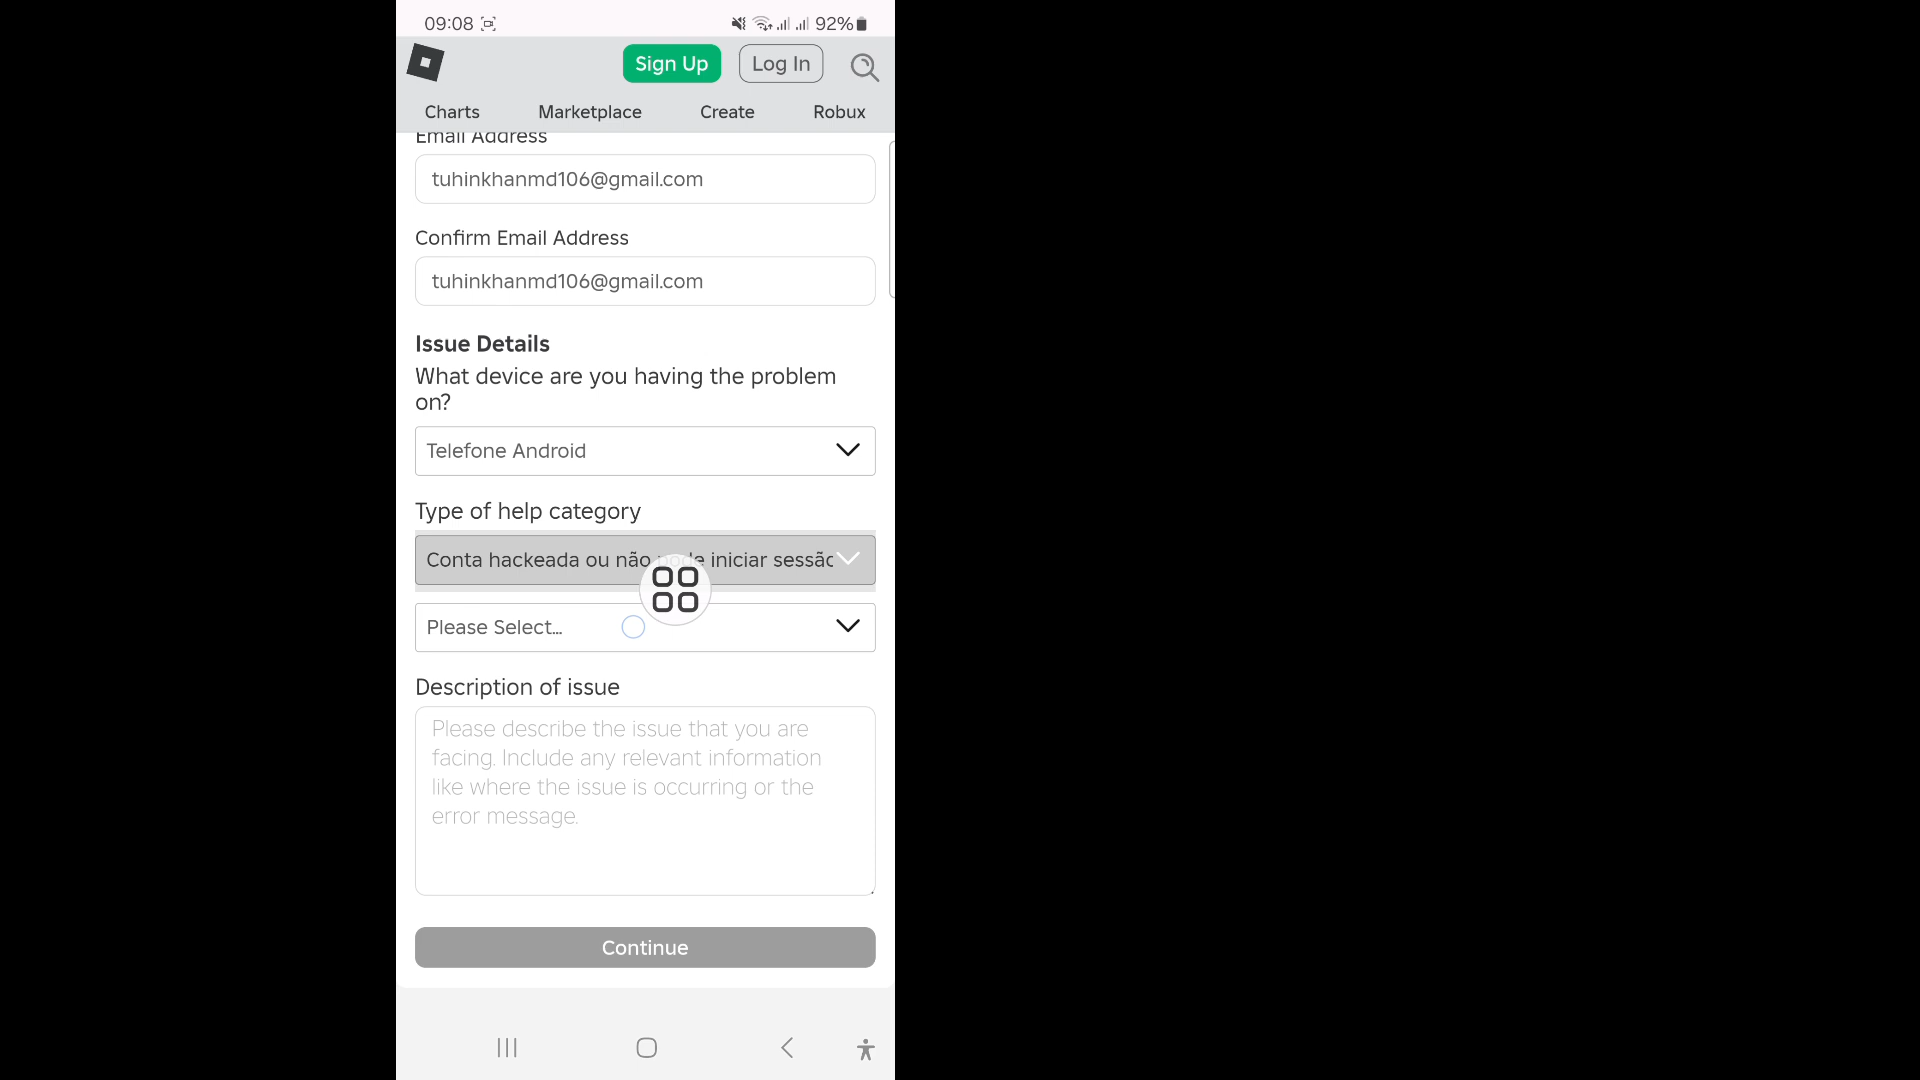 09:08 92%
Sign Up Log In
Charts Marketplace Create Robux
Email Address
tuhinkhanmd106@gmail.com
Confirm Email Address
tuhinkhanmd106@gmail.com
Issue Details
What device are you having the problem
on?
Telefone Android
Type of help category
Conta hackeada ou não pode iniciar sessão
Please Select...
Description of issue
Please describe the issue that you are
facing. Include any relevant information
like where the issue is occurring or the
error message.
Continue